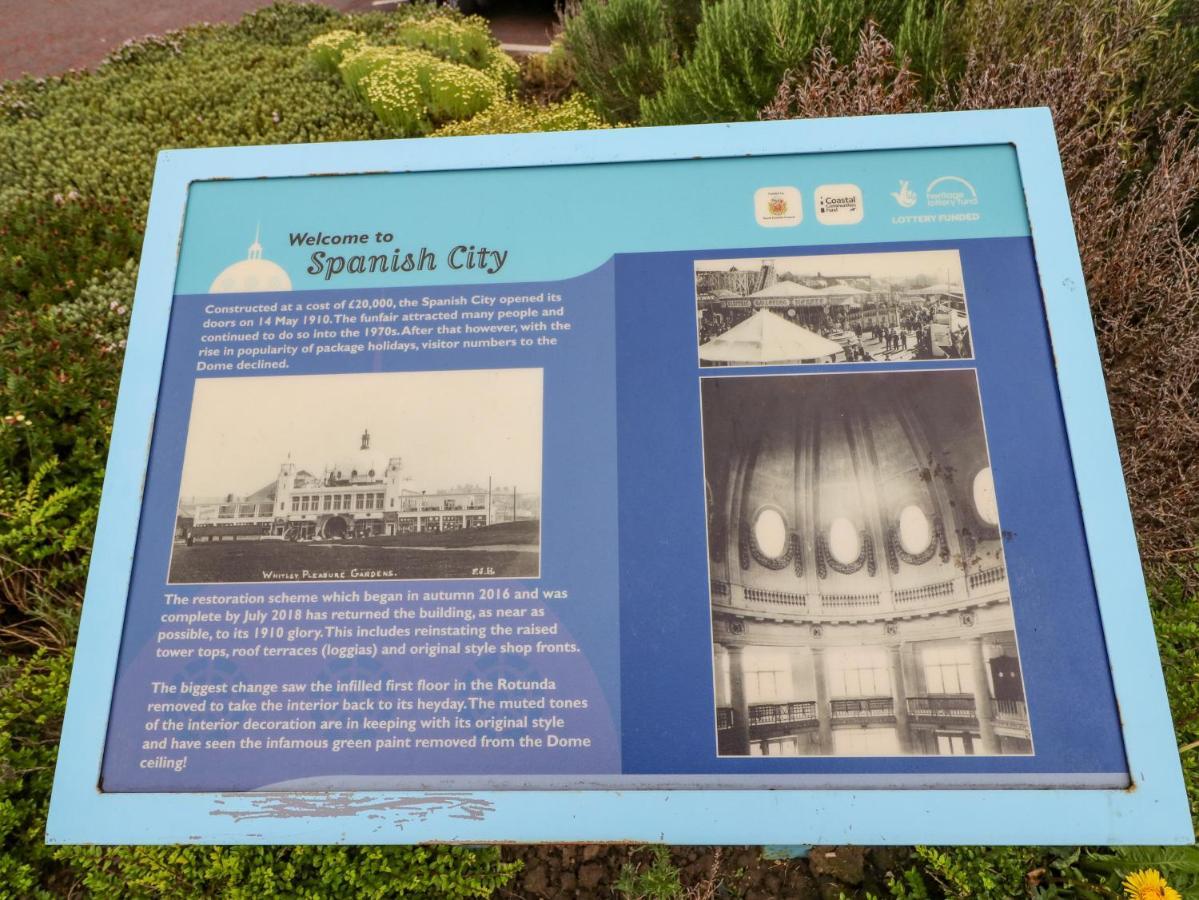 Welcome to
Spanish City
Coastal
Communities
Fund
heritage
lottery fund
LOTTERY FUNDED
Constructed at a cost of £20,000, the Spanish City opened its
doors on 14 May 1910. The funfair attracted many people and
continued to do so into the 1970s. After that however, with the
rise in popularity of package holidays, visitor numbers to the
Dome declined.
WHITLEY PLEASURE GARDENS.
The restoration scheme which began in autumn 2016 and was
complete by July 2018 has returned the building, as near as
possible, to its 1910 glory. This includes reinstating the raised
tower tops, roof terraces (loggias) and original style shop fronts.
The biggest change saw the infilled first floor in the Rotunda
removed to take the interior back to its heyday. The muted tones
of the interior decoration are in keeping with its original style
and have seen the infamous green paint removed from the Dome
ceiling!